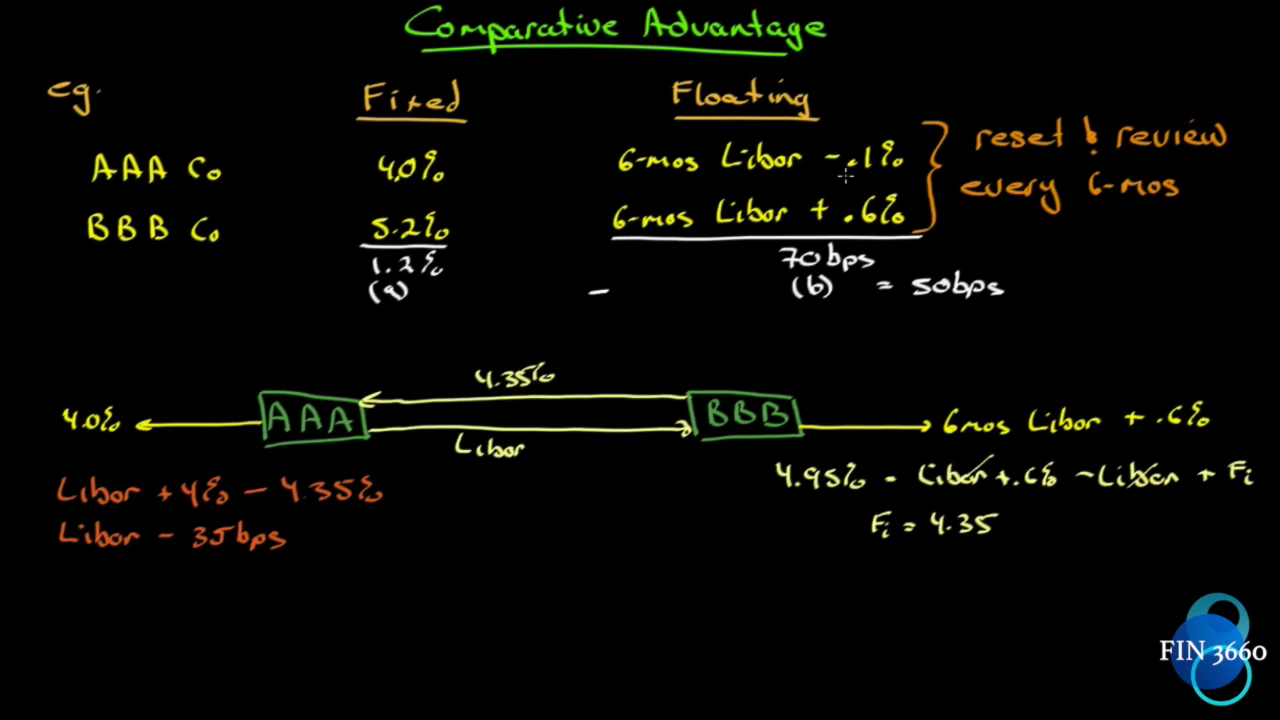 Comparative Advantage
eg. Fixed Floating
AAA Co 4.0% 6-mos Libor -.1% reset & review
BBB Co 5.2% 6-mos Libor + .6% every 6-mos
1.2% 70bps
(a) - (b) = 50bps
4.35%
4.0% AAA BBB 6mos Libor + .6%
Libor
Libor + 4% - 4.35% 4.95% = Libor + .6% - Libor + Fi
Libor - 35bps Fi = 4.35
FIN 3660